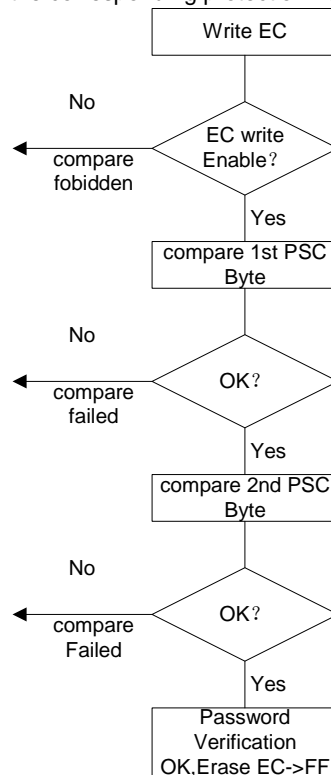 Write EC
No
EC write
Enable？
compare
fobidden
Yes
compare 1st PSC
Byte
No
OK？
compare
failed
Yes
compare 2nd PSC
Byte
No
OK？
compare
Failed
Yes
Password
Verification
OK,Erase EC->FF